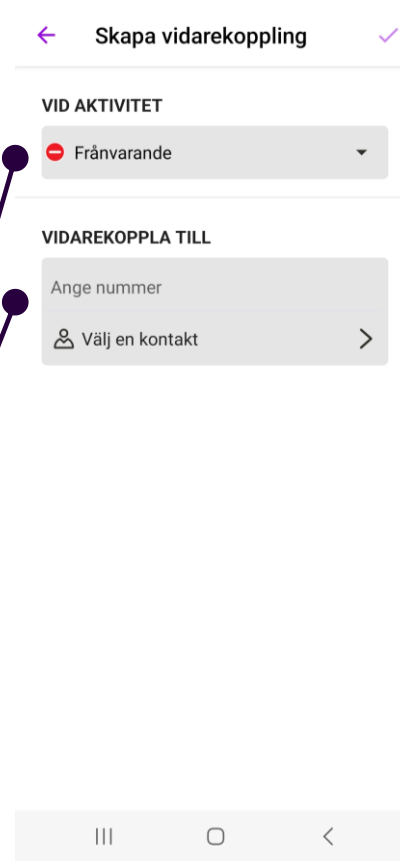 Skapa vidarekoppling
VID AKTIVITET
Frånvarande
VIDAREKOPPLA TILL
Ange nummer
Välj en kontakt